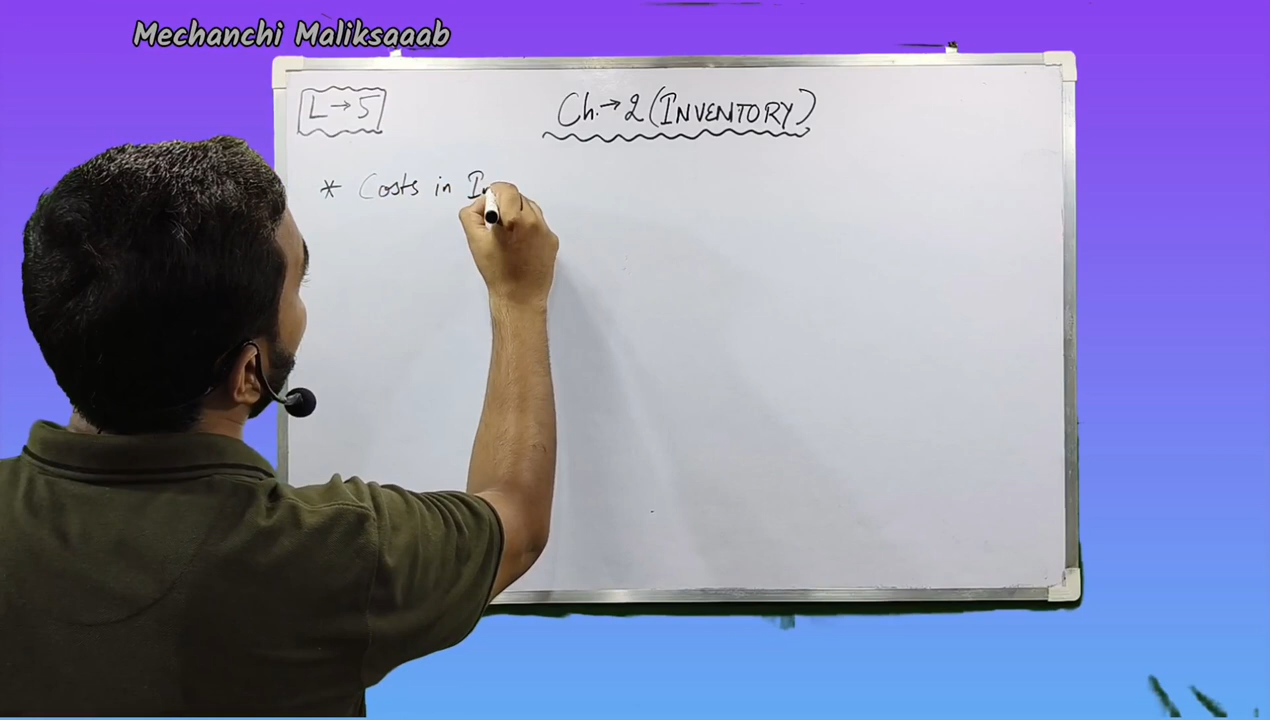 Mechanchi Maliksaaab
L→5
Ch.→2 (INVENTORY)
* Costs in